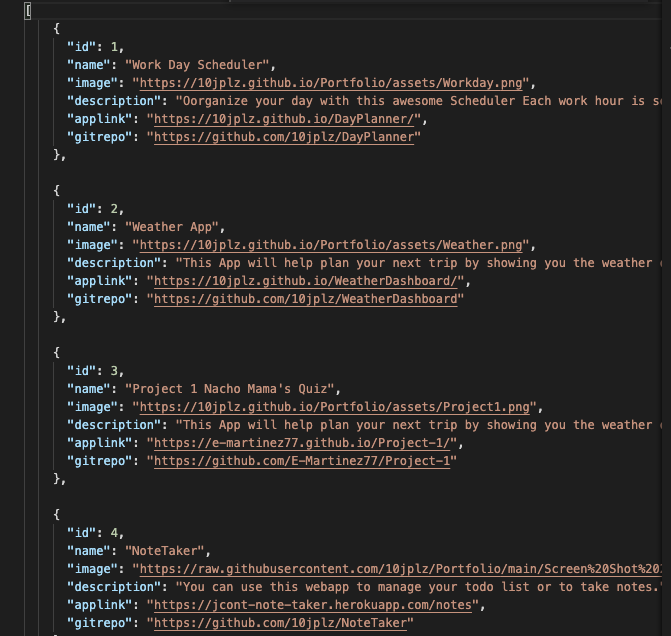 [
{
"id": 1,
"name": "Work Day Scheduler",
"image": "https://10jplz.github.io/Portfolio/assets/Workday.png",
"description": "Oorganize your day with this awesome Scheduler Each work hour is
"applink": "https://10jplz.github.io/DayPlanner/",
"gitrepo": "https://github.com/10jplz/DayPlanner"
},
{
"id": 2,
"name": "Weather App",
"image": "https://10jplz.github.io/Portfolio/assets/Weather.png",
"description": "This App will help plan your next trip by showing you the weather
"applink": "https://10jplz.github.io/WeatherDashboard/",
"gitrepo": "https://github.com/10jplz/WeatherDashboard"
},
{
"id": 3,
"name": "Project 1 Nacho Mama's Quiz",
"image": "https://10jplz.github.io/Portfolio/assets/Project1.png",
"description": "This App will help plan your next trip by showing you the weather
"applink": "https://e-martinez77.github.io/Project-1/",
"gitrepo": "https://github.com/E-Martinez77/Project-1"
},
{
"id": 4,
"name": "NoteTaker",
"image": "https://raw.githubusercontent.com/10jplz/Portfolio/main/Screen%20Shot%20
"description": "You can use this webapp to manage your todo list or to take notes.
"applink": "https://jcont-note-taker.herokuapp.com/notes",
"gitrepo": "https://github.com/10jplz/NoteTaker"